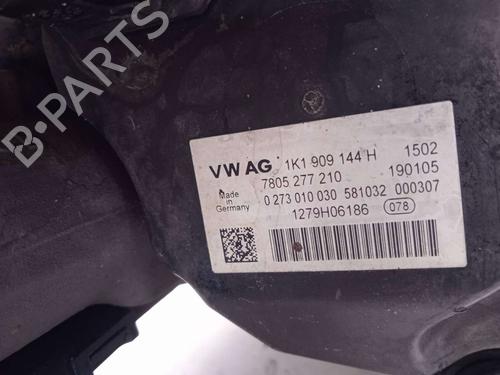 B-PARTS
VW AG 1K1 909 144 H 1502
7805 277 210 190105
Made in Germany
0 273 010 030 581032 000307
1279H06186 078